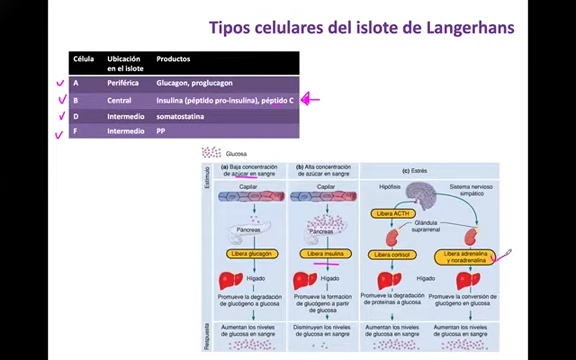 Tipos celulares del islote de Langerhans
Célula Ubicación en el islote Productos
A Periférica Glucagon, proglucagon
B Central Insulina (péptido pro-insulina), péptido C
D Intermedio somatostatina
F Intermedio PP
Glucosa
Estímulo
(a) Baja concentración
de azúcar en sangre
Capilar
Páncreas
Libera glucagón
Hígado
Promueve la degradación
de glucógeno a glucosa
Respuesta
Aumentan los niveles
de glucosa en sangre
(b) Alta concentración
de azúcar en sangre
Capilar
Páncreas
Libera insulina
Hígado
Promueve la formación
de glucógeno a partir
de glucosa
Disminuyen los niveles
de glucosa en sangre
(c) Estrés
Hipófisis
Sistema nervioso
simpático
Libera ACTH
Glándula
suprarrenal
Libera cortisol
Libera adrenalina
y noradrenalina
Hígado
Promueve la degradación
de proteínas a glucosa
Promueve la conversión
de glucógeno en glucosa
Aumentan los niveles
de glucosa en sangre
Aumentan los niveles
de glucosa en sangre